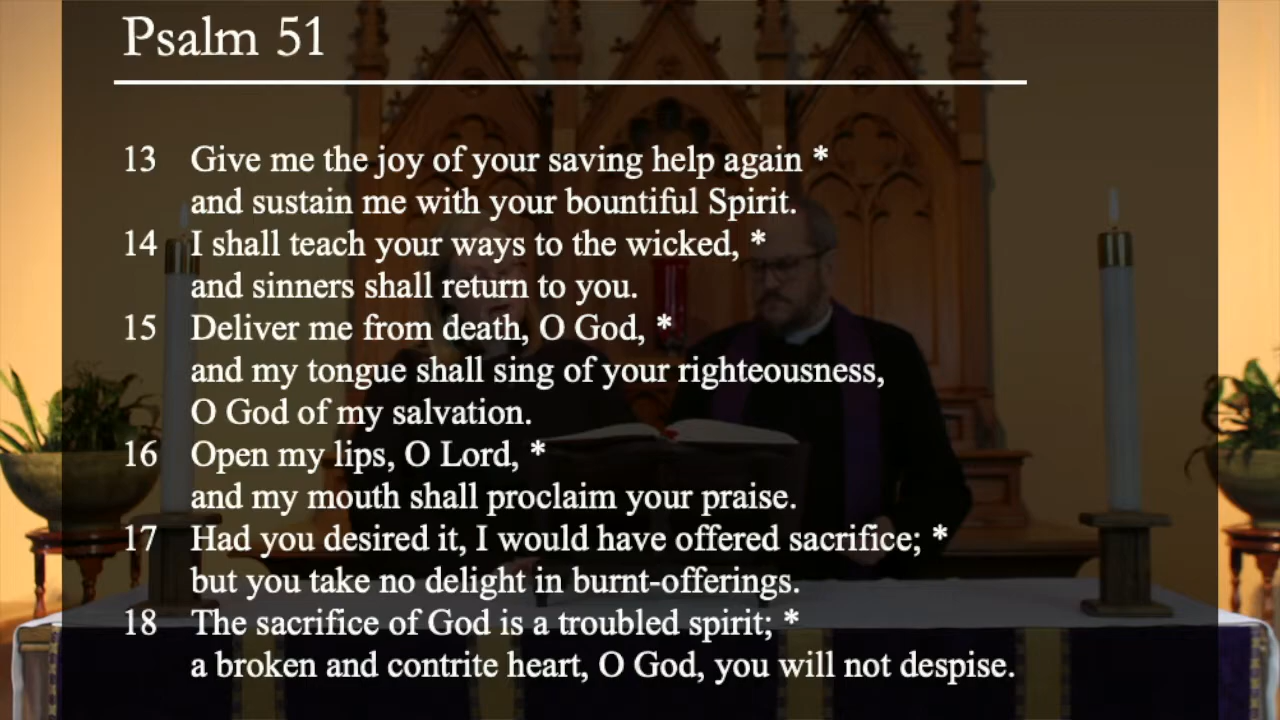 Psalm 51
13 Give me the joy of your saving help again *
and sustain me with your bountiful Spirit.
14 I shall teach your ways to the wicked, *
and sinners shall return to you.
15 Deliver me from death, O God, *
and my tongue shall sing of your righteousness,
O God of my salvation.
16 Open my lips, O Lord, *
and my mouth shall proclaim your praise.
17 Had you desired it, I would have offered sacrifice; *
but you take no delight in burnt-offerings.
18 The sacrifice of God is a troubled spirit; *
a broken and contrite heart, O God, you will not despise.